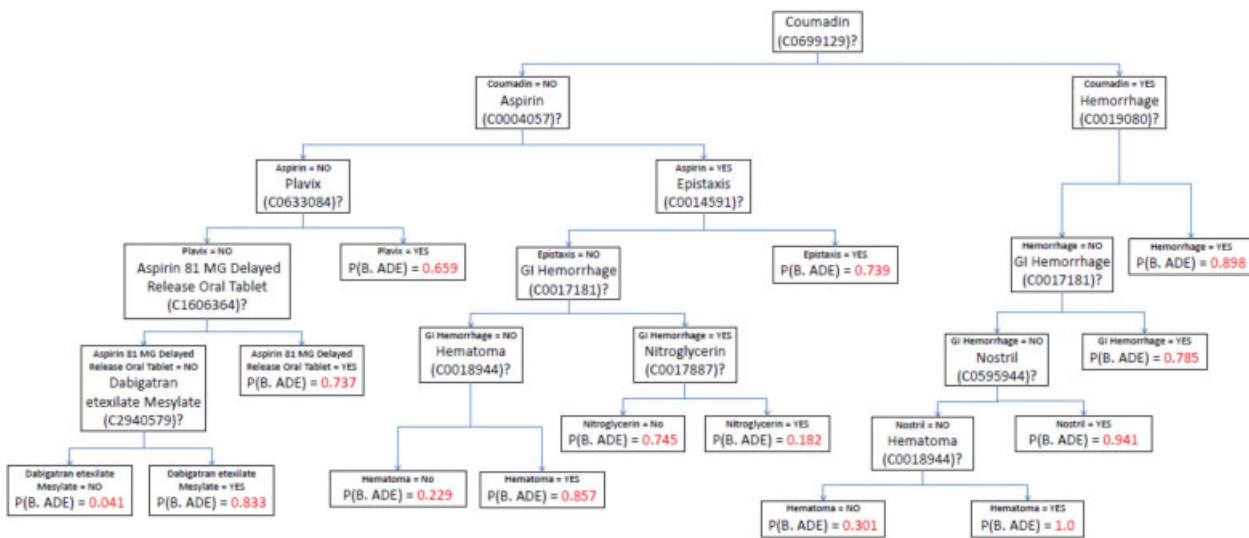 Coumadin
(C0699129)?
Coumadin = NO
Aspirin
(C0004057)?
Coumadin = YES
Hemorrhage
(C0019080)?
Aspirin = NO
Plavix
(C0633084)?
Aspirin = YES
Epistaxis
(C0014591)?
Plavix = NO
Aspirin 81 MG Delayed
Release Oral Tablet
(C1606364)?
Plavix = YES
P(B. ADE) = 0.659
Epistaxis = NO
GI Hemorrhage
(C0017181)?
Epistaxis = YES
P(B. ADE) = 0.739
Hemorrhage = NO
GI Hemorrhage
(C0017181)?
Hemorrhage = YES
P(B. ADE) = 0.898
Aspirin 81 MG Delayed
Release Oral Tablet = NO
Dabigatran
etexilate Mesylate
(C2940579)?
Aspirin 81 MG Delayed
Release Oral Tablet = YES
P(B. ADE) = 0.737
GI Hemorrhage = NO
Hematoma
(C0018944)?
GI Hemorrhage = YES
Nitroglycerin
(C0017887)?
GI Hemorrhage = NO
Nostril
(C0595944)?
GI Hemorrhage = YES
P(B. ADE) = 0.785
Nitroglycerin = No
P(B. ADE) = 0.745
Nitroglycerin = YES
P(B. ADE) = 0.182
Nostril = NO
Hematoma
(C0018944)?
Nostril = YES
P(B. ADE) = 0.941
Dabigatran etexilate
Mesylate = NO
P(B. ADE) = 0.041
Dabigatran etexilate
Mesylate = YES
P(B. ADE) = 0.833
Hematoma = No
P(B. ADE) = 0.229
Hematoma = YES
P(B. ADE) = 0.857
Hematoma = NO
P(B. ADE) = 0.301
Hematoma = YES
P(B. ADE) = 1.0